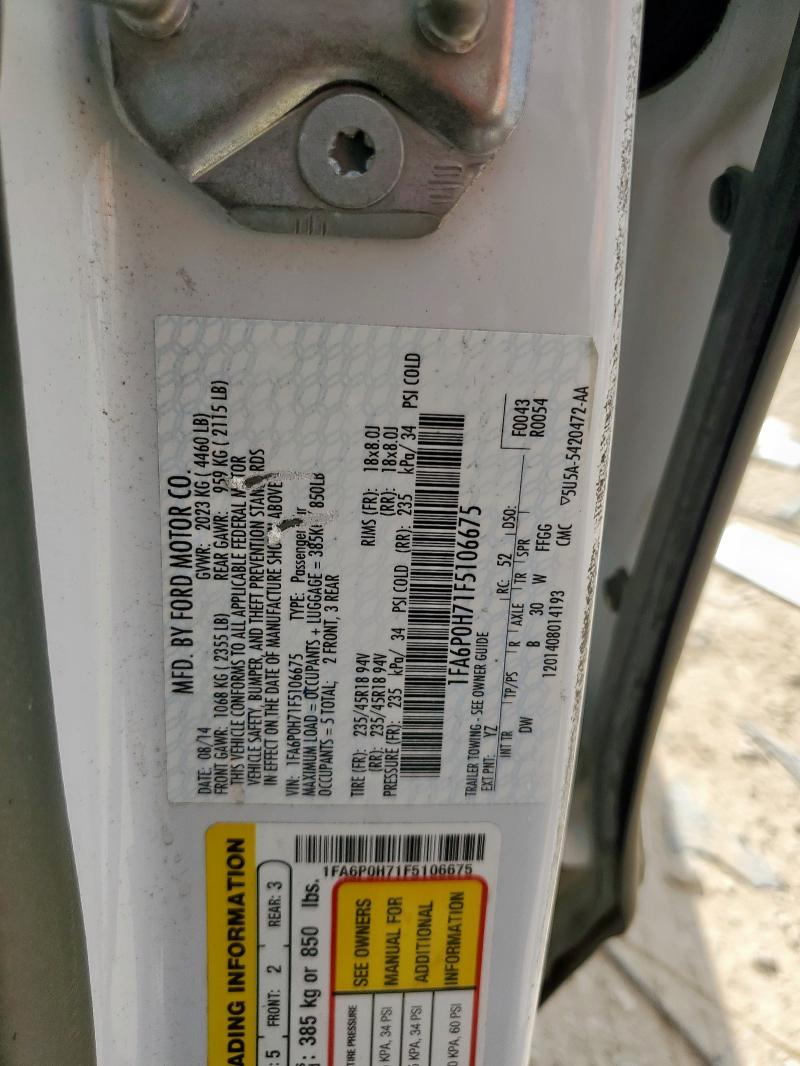 MFD. BY FORD MOTOR CO.
DATE: 08/14 GVWR: 2023 KG ( 4460 LB)
FRONT GAWR: 1068 KG ( 2355 LB) REAR GAWR: 959 KG ( 2115 LB)
THIS VEHICLE CONFORMS TO ALL APPLICABLE FEDERAL MOTOR
VEHICLE SAFETY, BUMPER, AND THEFT PREVENTION STANDARDS
IN EFFECT ON THE DATE OF MANUFACTURE SHOWN ABOVE
VIN: 1FA6P0H71F5106675 TYPE: Passenger
MAXIMUM LOAD = OCCUPANTS + LUGGAGE = 385KG / 850LB
OCCUPANTS = 5 TOTAL; 2 FRONT, 3 REAR
TIRE (FR): 235/45R18 94V RIMS (FR): 18x8.0J
(RR): 235/45R18 94V (RR): 18x8.0J
PRESSURE (FR): 235 kPa/ 34 PSI COLD (RR): 235 kPa/ 34 PSI COLD
1FA6P0H71F5106675
TRAILER TOWING - SEE OWNER GUIDE
EXT PNT: YZ RC: 52 DSO: F0043
R0054
INT TR TP/PS R AXLE TR SPR
DW B 30 W FFGG
1201408014193 CMC ▽5U5A-5420472-AA
ADING INFORMATION
: 5 FRONT: 2 REAR: 3
: 385 kg or 850 lbs.
1FA6P0H71F5106675
TIRE PRESSURE
KPA, 34 PSI
KPA, 34 PSI
0 KPA, 60 PSI
SEE OWNERS
MANUAL FOR
ADDITIONAL
INFORMATION